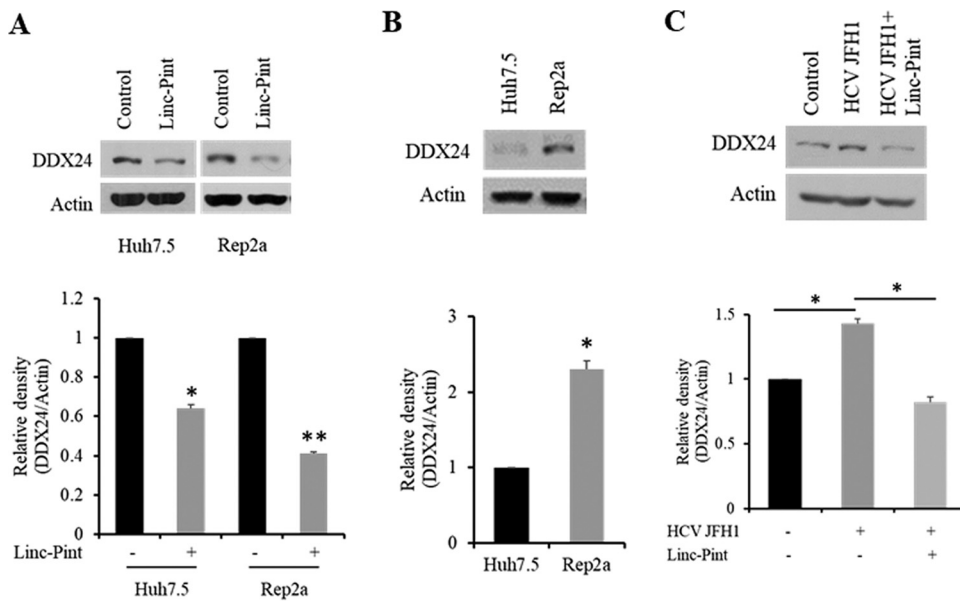 A
Control
Linc-Pint
Control
Linc-Pint
DDX24
Actin
Huh7.5
Rep2a
Relative density
(DDX24/Actin)
1.2
1
0.8
0.6
0.4
0.2
0
*
**
Linc-Pint
- + - +
Huh7.5
Rep2a
B
Huh7.5
Rep2a
DDX24
Actin
Relative density
(DDX24/Actin)
3
2
1
0
*
Huh7.5
Rep2a
C
Control
HCV JFH1
HCV JFH1+
Linc-Pint
DDX24
Actin
Relative density
(DDX24/Actin)
1.5
1
0.5
0
*
*
HCV JFH1 - + +
Linc-Pint - - +